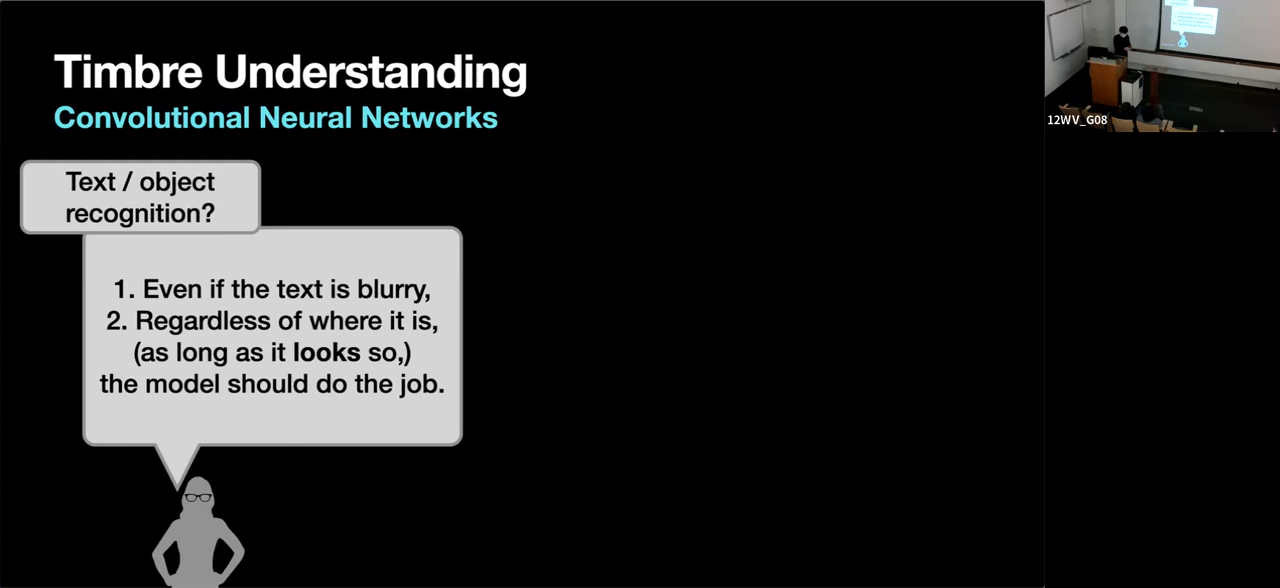 Timbre Understanding
Convolutional Neural Networks
Text / object
recognition?
1. Even if the text is blurry,
2. Regardless of where it is,
(as long as it looks so,)
the model should do the job.
12WV_G08